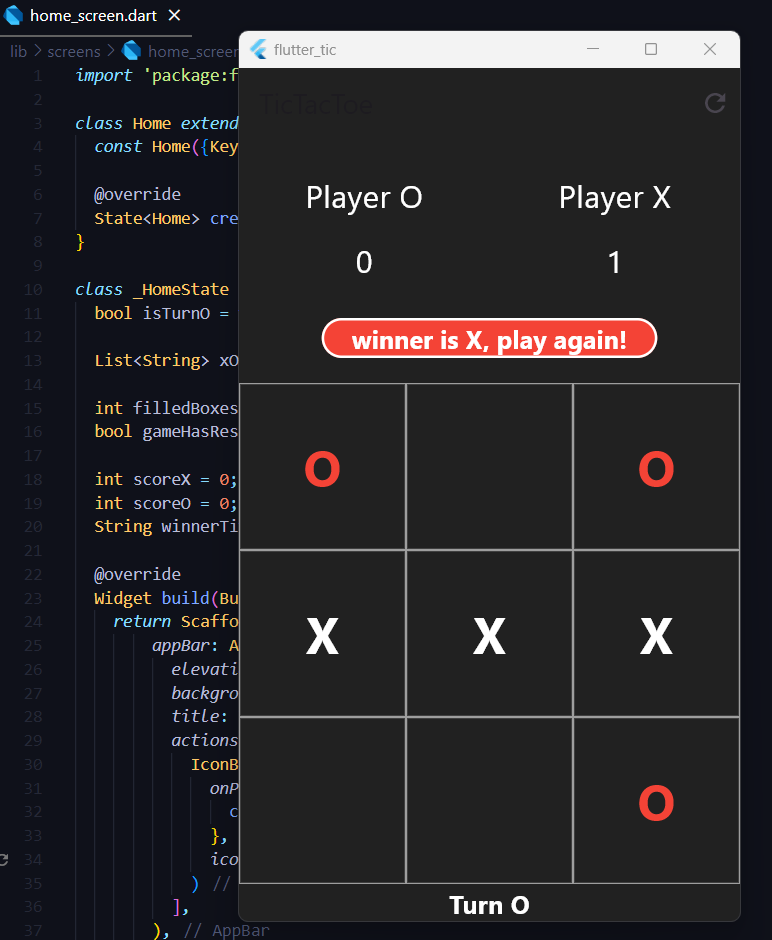 home_screen.dart
lib > screens > home_screen
1 import 'package:f
2
3 class Home extend
4 const Home({Key
5
6 @override
7 State<Home> cre
8 }
9
10 class _HomeState
11 bool isTurnO =
12
13 List<String> xO
14
15 int filledBoxes
16 bool gameHasRes
17
18 int scoreX = 0;
19 int scoreO = 0;
20 String winnerTi
21
22 @override
23 Widget build(Bu
24 return Scaffo
25 appBar: A
26 elevati
27 backgro
28 title:
29 actions
30 IconB
31 onP
32 c
33 },
34 ico
35 ) //
36 ],
37 ), // AppBar
flutter_tic
TicTacToe
Player O Player X
0 1
winner is X, play again!
O O
X X X
O
Turn O